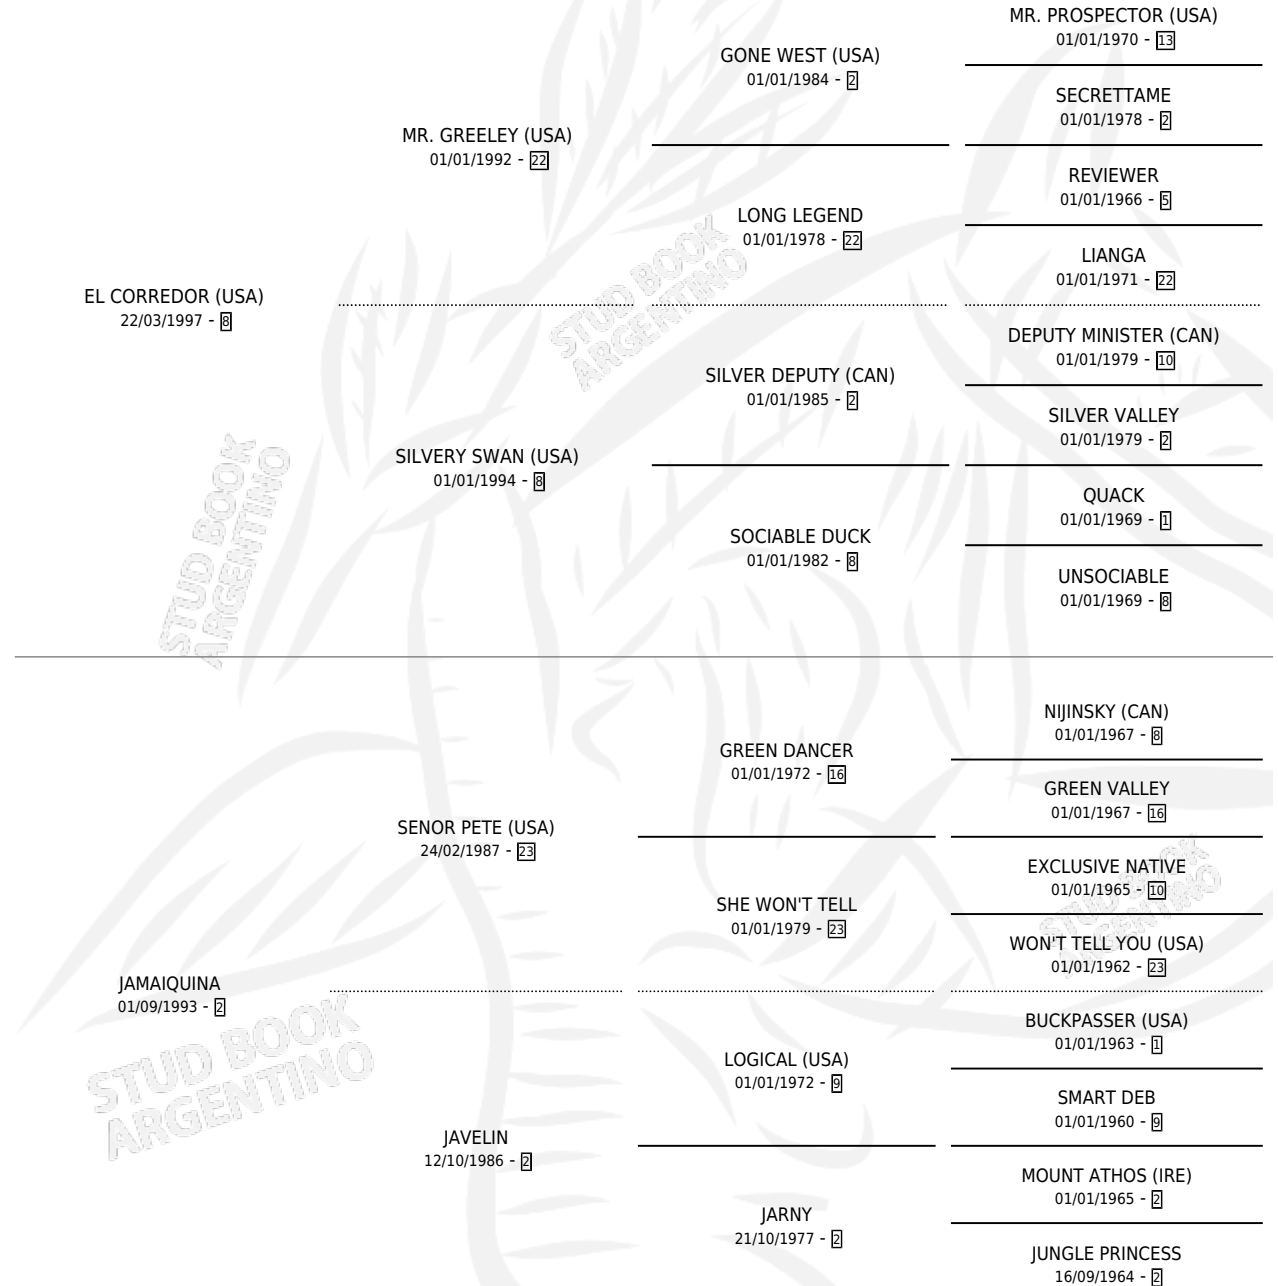 MR. PROSPECTOR (USA)
01/01/1970 - 13
GONE WEST (USA)
01/01/1984 - 2
SECRETTAME
01/01/1978 - 2
MR. GREELEY (USA)
01/01/1992 - 22
REVIEWER
01/01/1966 - 5
LONG LEGEND
01/01/1978 - 22
LIANGA
01/01/1971 - 22
EL CORREDOR (USA)
22/03/1997 - 8
DEPUTY MINISTER (CAN)
01/01/1979 - 10
SILVER DEPUTY (CAN)
01/01/1985 - 2
SILVER VALLEY
01/01/1979 - 2
SILVERY SWAN (USA)
01/01/1994 - 8
QUACK
01/01/1969 - 1
SOCIABLE DUCK
01/01/1982 - 8
UNSOCIABLE
01/01/1969 - 8
NIJINSKY (CAN)
01/01/1967 - 8
GREEN DANCER
01/01/1972 - 16
GREEN VALLEY
01/01/1967 - 16
SENOR PETE (USA)
24/02/1987 - 23
EXCLUSIVE NATIVE
01/01/1965 - 10
SHE WON'T TELL
01/01/1979 - 23
WON'T TELL YOU (USA)
01/01/1962 - 23
JAMAIQUINA
01/09/1993 - 2
BUCKPASSER (USA)
01/01/1963 - 1
LOGICAL (USA)
01/01/1972 - 9
SMART DEB
01/01/1960 - 9
JAVELIN
12/10/1986 - 2
MOUNT ATHOS (IRE)
01/01/1965 - 2
JARNY
21/10/1977 - 2
JUNGLE PRINCESS
16/09/1964 - 2
STUD BOOK
ARGENTINO
STUD BOOK
ARGENTINO
STUD BOOK
ARGENTINO
STUD BOOK
ARGENTINO